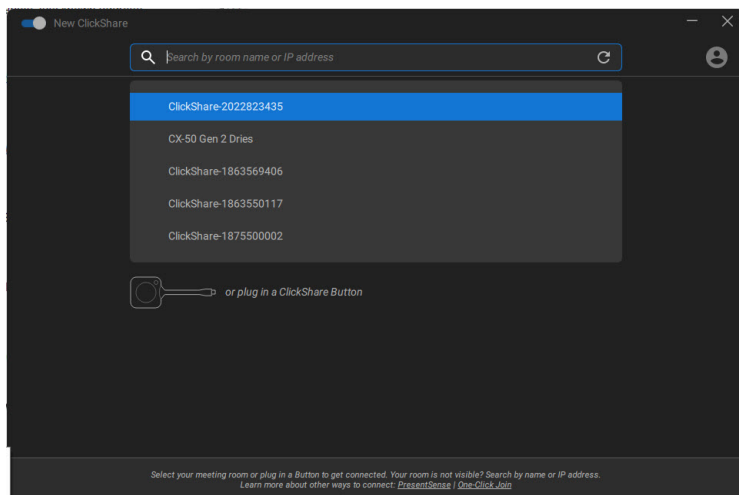 New ClickShare
Search by room name or IP address
ClickShare-2022823435
CX-50 Gen 2 Dries
ClickShare-1863569406
ClickShare-1863550117
ClickShare-1875500002
or plug in a ClickShare Button
Select your meeting room or plug in a Button to get connected. Your room is not visible? Search by name or IP address.
Learn more about other ways to connect: PresentSense | One-Click Join